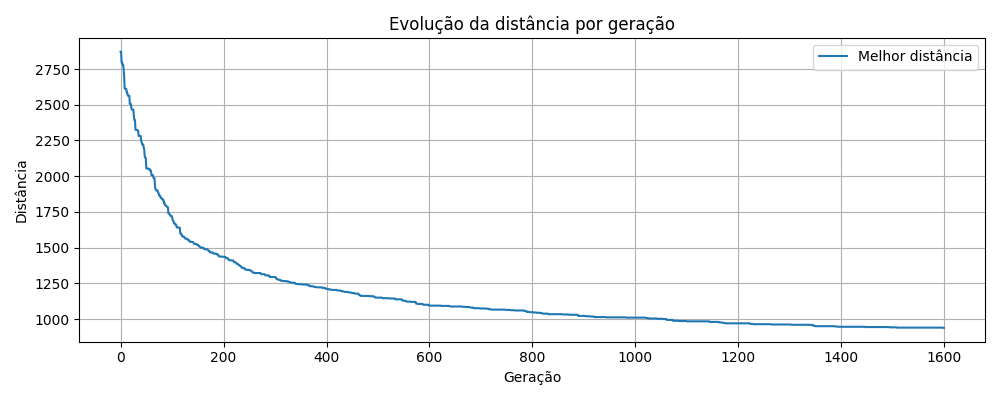 Evolução da distância por geração
Melhor distância
Distância
2750
2500
2250
2000
1750
1500
1250
1000
0 200 400 600 800 1000 1200 1400 1600
Geração